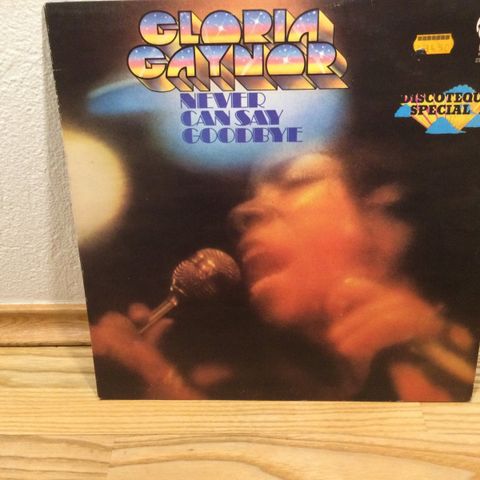 GLORIA
GAYNOR
NEVER
CAN SAY
GOODBYE
DISCOTEQU
SPECIAL